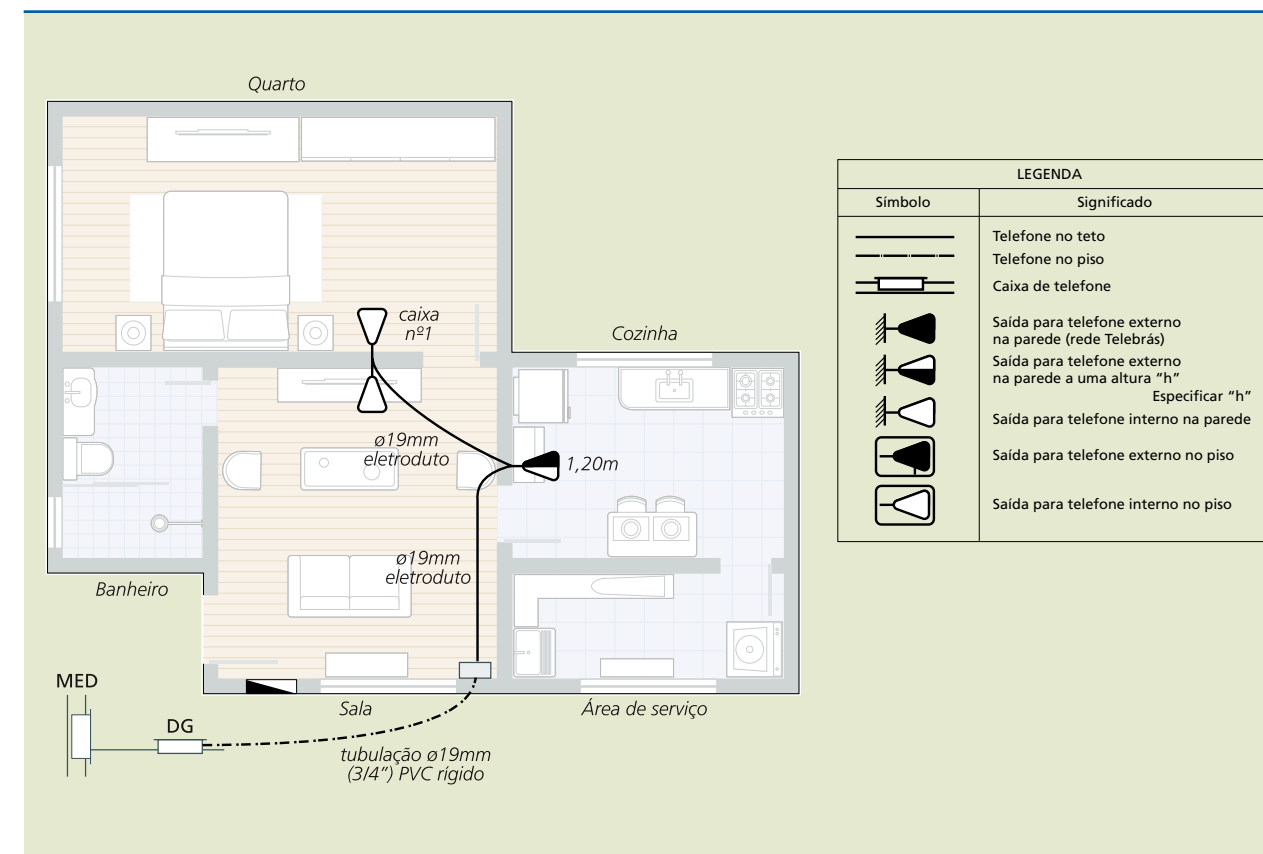 Quarto
caixa
nº1
Cozinha
ø19mm
eletroduto
1,20m
ø19mm
eletroduto
Banheiro
MED
DG
Sala
Área de serviço
tubulação ø19mm
(3/4”) PVC rígido
LEGENDA
Símbolo
Significado
Telefone no teto
Telefone no piso
Caixa de telefone
Saída para telefone externo
na parede (rede Telebrás)
Saída para telefone externo
na parede a uma altura “h”
Especificar “h”
Saída para telefone interno na parede
Saída para telefone externo no piso
Saída para telefone interno no piso